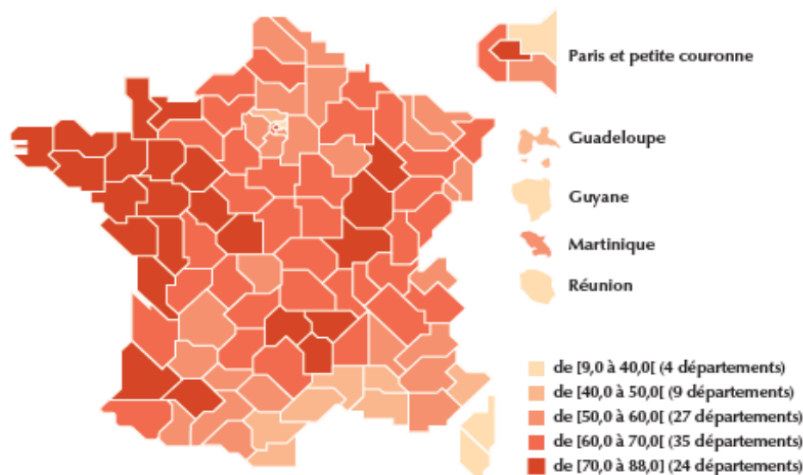 Paris et petite couronne
Guadeloupe
Guyane
Martinique
Réunion
de [9,0 à 40,0[ (4 départements)
de [40,0 à 50,0[ (9 départements)
de [50,0 à 60,0[ (27 départements)
de [60,0 à 70,0[ (35 départements)
de [70,0 à 88,0] (24 départements)